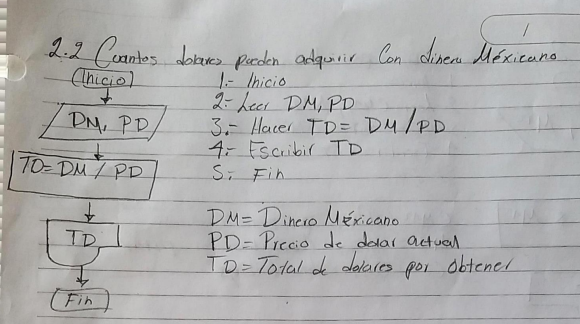 1
2.2 Cuantos dolares pueden adquirir Con dinero Méxicano
Inicio
DM, PD
TD= DM / PD
TD
Fin
1.- Inicio
2.- Leer DM, PD
3.- Hacer TD= DM/PD
4.- Escribir TD
5.- Fin
DM= Dinero Méxicano
PD= Precio de dolar actual
TD= Total de dolares por obtener